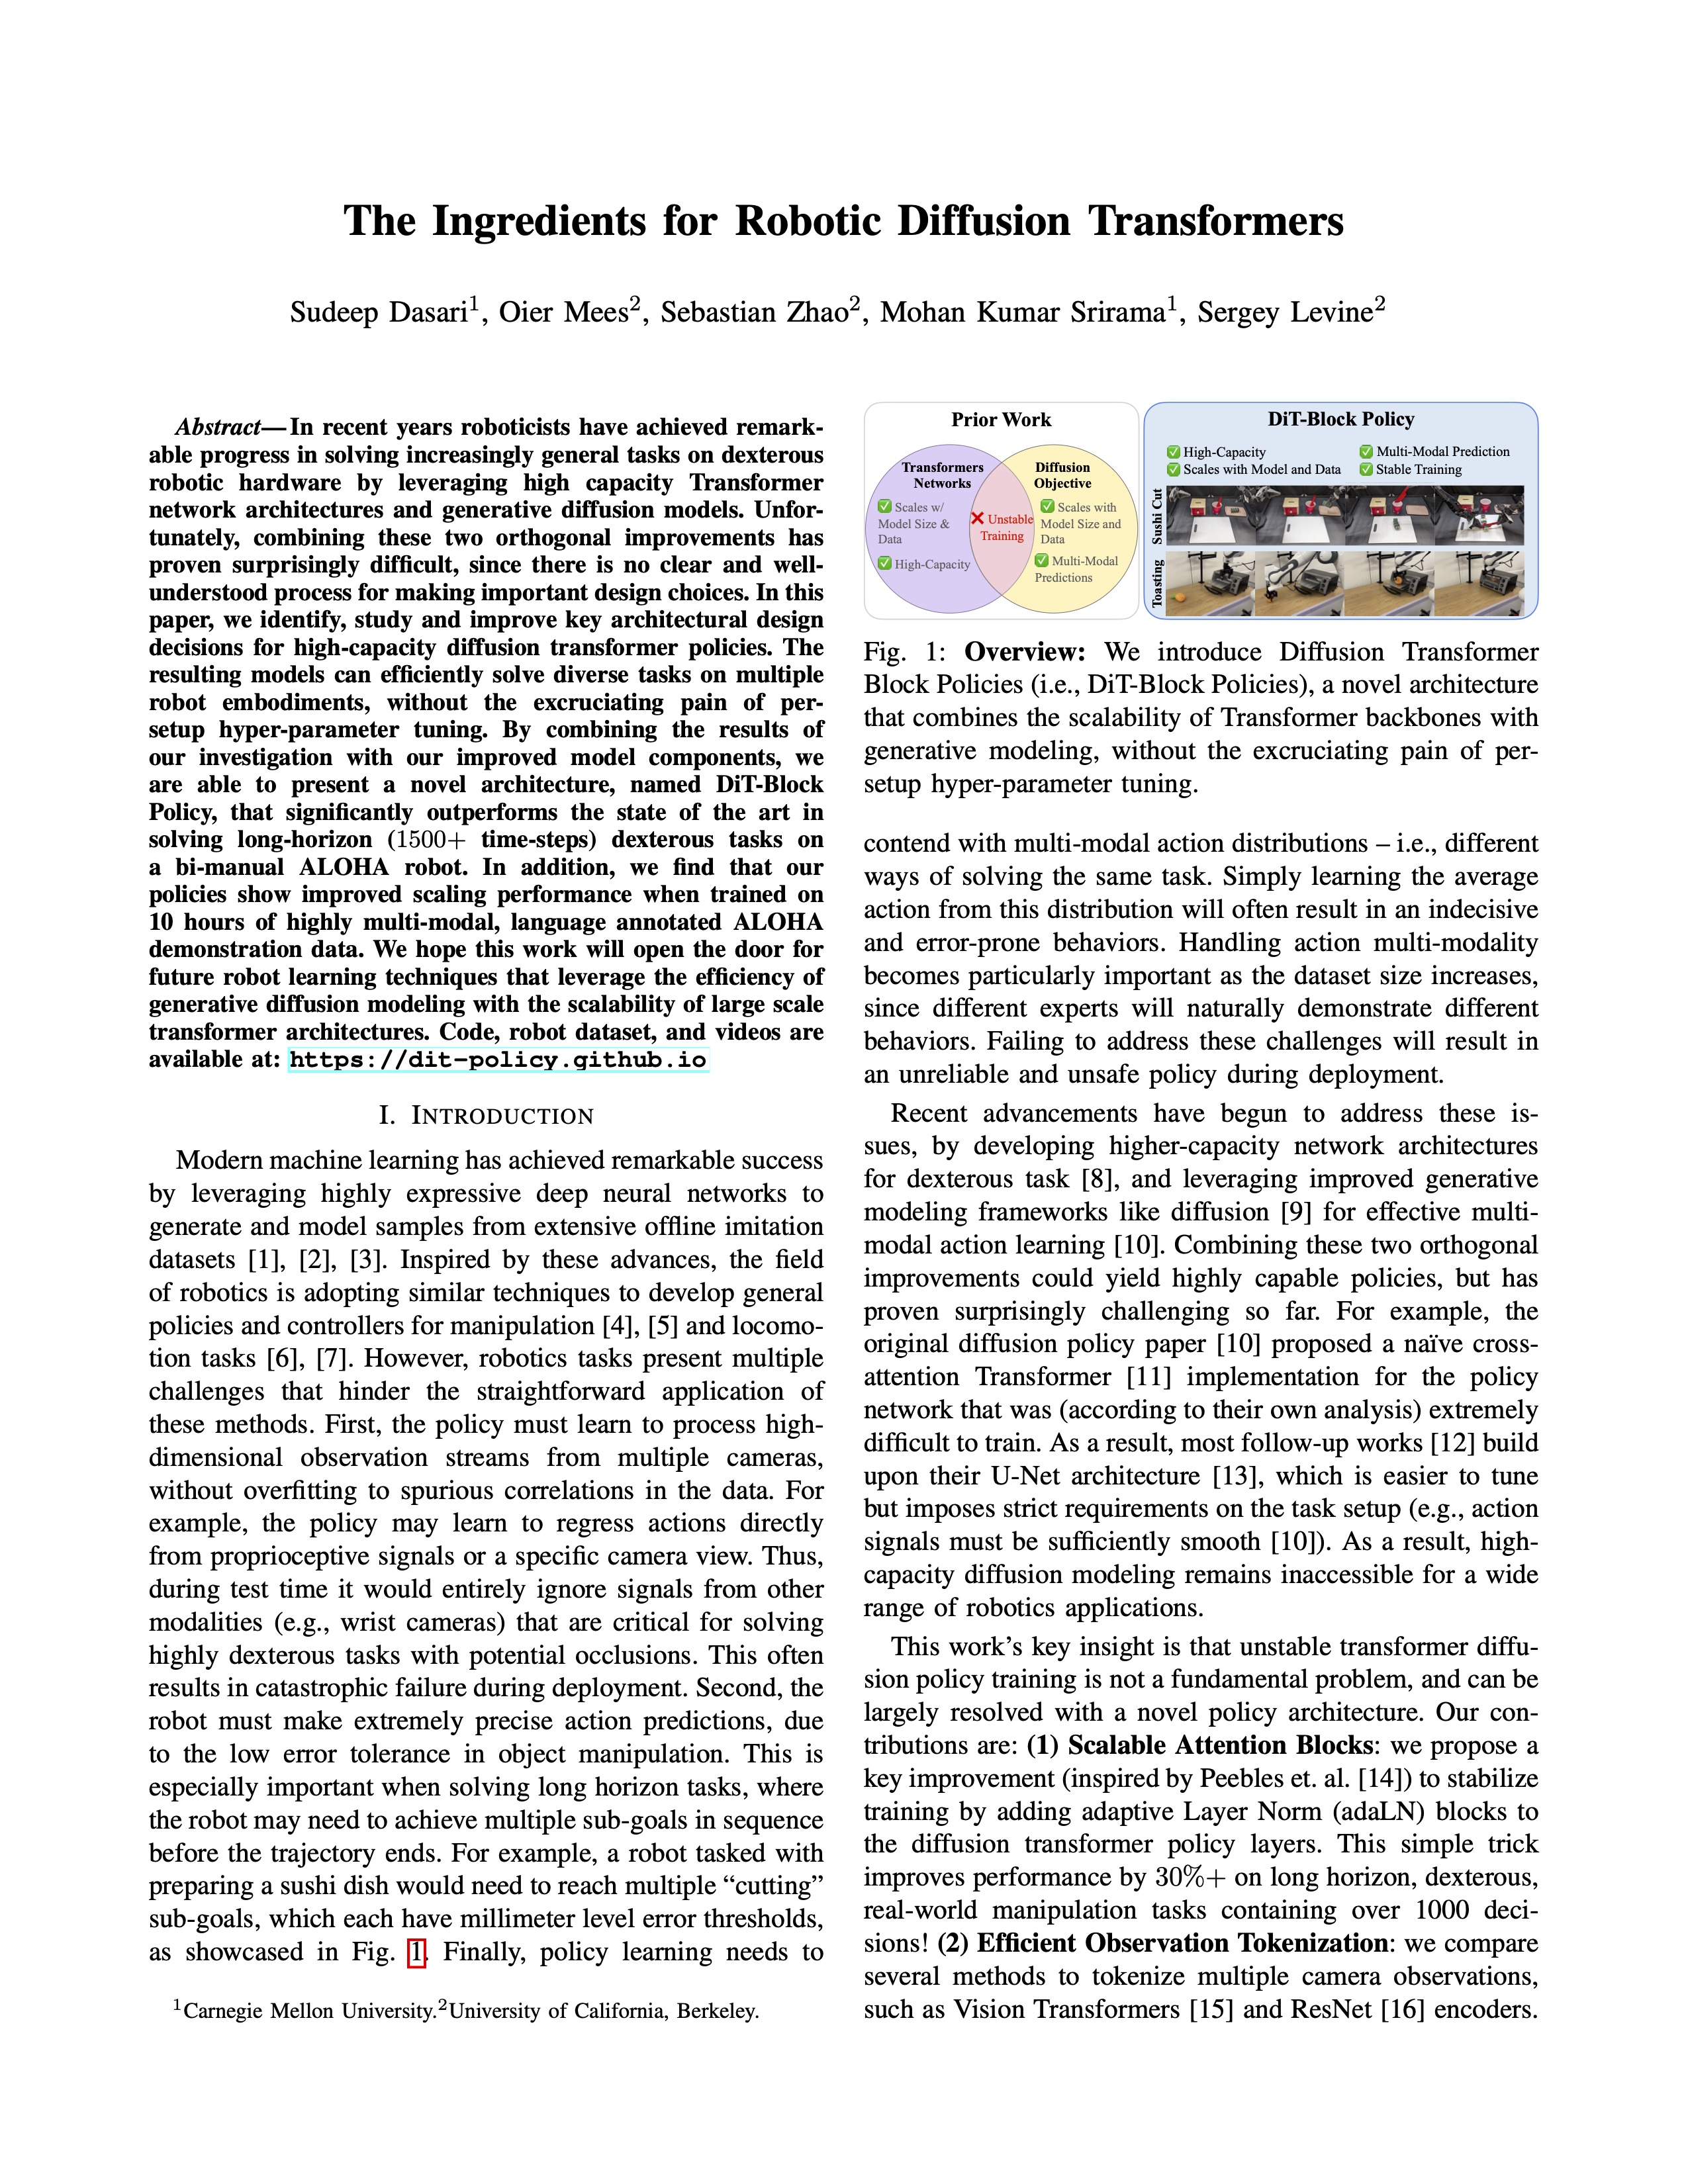 The Ingredients for Robotic Diffusion Transformers
Sudeep Dasari1, Oier Mees2, Sebastian Zhao2, Mohan Kumar Srirama1, Sergey Levine2
Abstract—In recent years roboticists have achieved remark-
able progress in solving increasingly general tasks on dexterous
robotic hardware by leveraging high capacity Transformer
network architectures and generative diffusion models. Unfor-
tunately, combining these two orthogonal improvements has
proven surprisingly difficult, since there is no clear and well-
understood process for making important design choices. In this
paper, we identify, study and improve key architectural design
decisions for high-capacity diffusion transformer policies. The
resulting models can efficiently solve diverse tasks on multiple
robot embodiments, without the excruciating pain of per-
setup hyper-parameter tuning. By combining the results of
our investigation with our improved model components, we
are able to present a novel architecture, named DiT-Block
Policy, that significantly outperforms the state of the art in
solving long-horizon (1500+ time-steps) dexterous tasks on
a bi-manual ALOHA robot. In addition, we find that our
policies show improved scaling performance when trained on
10 hours of highly multi-modal, language annotated ALOHA
demonstration data. We hope this work will open the door for
future robot learning techniques that leverage the efficiency of
generative diffusion modeling with the scalability of large scale
transformer architectures. Code, robot dataset, and videos are
available at: https://dit-policy.github.io
I. INTRODUCTION
Modern machine learning has achieved remarkable success
by leveraging highly expressive deep neural networks to
generate and model samples from extensive offline imitation
datasets [1], [2], [3]. Inspired by these advances, the field
of robotics is adopting similar techniques to develop general
policies and controllers for manipulation [4], [5] and locomo-
tion tasks [6], [7]. However, robotics tasks present multiple
challenges that hinder the straightforward application of
these methods. First, the policy must learn to process high-
dimensional observation streams from multiple cameras,
without overfitting to spurious correlations in the data. For
example, the policy may learn to regress actions directly
from proprioceptive signals or a specific camera view. Thus,
during test time it would entirely ignore signals from other
modalities (e.g., wrist cameras) that are critical for solving
highly dexterous tasks with potential occlusions. This often
results in catastrophic failure during deployment. Second, the
robot must make extremely precise action predictions, due
to the low error tolerance in object manipulation. This is
especially important when solving long horizon tasks, where
the robot may need to achieve multiple sub-goals in sequence
before the trajectory ends. For example, a robot tasked with
preparing a sushi dish would need to reach multiple “cutting”
sub-goals, which each have millimeter level error thresholds,
as showcased in Fig. 1. Finally, policy learning needs to
1Carnegie Mellon University.2University of California, Berkeley.
Prior Work
Transformers
Networks
Scales w/
Model Size &
Data
High-Capacity
Unstable
Training
Diffusion
Objective
Scales with
Model Size and
Data
Multi-Modal
Predictions
DiT-Block Policy
High-Capacity
Scales with Model and Data
Multi-Modal Prediction
Stable Training
Sushi Cut
Toasting
Fig. 1: Overview: We introduce Diffusion Transformer
Block Policies (i.e., DiT-Block Policies), a novel architecture
that combines the scalability of Transformer backbones with
generative modeling, without the excruciating pain of per-
setup hyper-parameter tuning.
contend with multi-modal action distributions – i.e., different
ways of solving the same task. Simply learning the average
action from this distribution will often result in an indecisive
and error-prone behaviors. Handling action multi-modality
becomes particularly important as the dataset size increases,
since different experts will naturally demonstrate different
behaviors. Failing to address these challenges will result in
an unreliable and unsafe policy during deployment.
Recent advancements have begun to address these is-
sues, by developing higher-capacity network architectures
for dexterous task [8], and leveraging improved generative
modeling frameworks like diffusion [9] for effective multi-
modal action learning [10]. Combining these two orthogonal
improvements could yield highly capable policies, but has
proven surprisingly challenging so far. For example, the
original diffusion policy paper [10] proposed a naïve cross-
attention Transformer [11] implementation for the policy
network that was (according to their own analysis) extremely
difficult to train. As a result, most follow-up works [12] build
upon their U-Net architecture [13], which is easier to tune
but imposes strict requirements on the task setup (e.g., action
signals must be sufficiently smooth [10]). As a result, high-
capacity diffusion modeling remains inaccessible for a wide
range of robotics applications.
This work’s key insight is that unstable transformer diffu-
sion policy training is not a fundamental problem, and can be
largely resolved with a novel policy architecture. Our con-
tributions are: (1) Scalable Attention Blocks: we propose a
key improvement (inspired by Peebles et. al. [14]) to stabilize
training by adding adaptive Layer Norm (adaLN) blocks to
the diffusion transformer policy layers. This simple trick
improves performance by 30%+ on long horizon, dexterous,
real-world manipulation tasks containing over 1000 deci-
sions! (2) Efficient Observation Tokenization: we compare
several methods to tokenize multiple camera observations,
such as Vision Transformers [15] and ResNet [16] encoders.